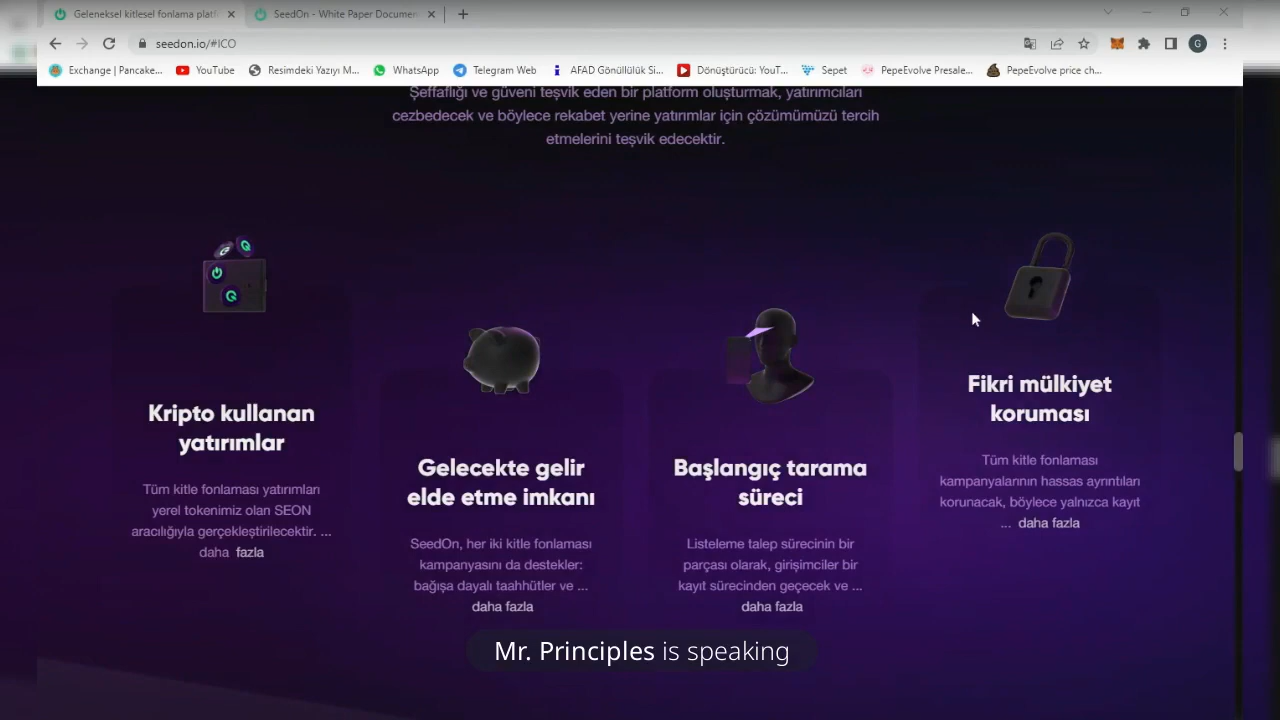 Geleneksel kitlesel fonlama platf
SeedOn - White Paper Documen
seedon.io/#ICO
G
Exchange | Pancake...
YouTube
Resimdeki Yazıyı M...
WhatsApp
Telegram Web
AFAD Gönüllülük Si...
Dönüştürücü: YouT...
Sepet
PepeEvolve Presale...
PepeEvolve price ch...
Şeffaflığı ve güveni teşvik eden bir platform oluşturmak, yatırımcıları
cezbedecek ve böylece rekabet yerine yatırımlar için çözümümüzü tercih
etmelerini teşvik edecektir.
Kripto kullanan
yatırımlar
Tüm kitle fonlaması yatırımları
yerel tokenimiz olan SEON
aracılığıyla gerçekleştirilecektir. ...
daha fazla
Gelecekte gelir
elde etme imkanı
SeedOn, her iki kitle fonlaması
kampanyasını da destekler:
bağışa dayalı taahhütler ve ...
daha fazla
Başlangıç tarama
süreci
Listeleme talep sürecinin bir
parçası olarak, girişimciler bir
kayıt sürecinden geçecek ve ...
daha fazla
Fikri mülkiyet
koruması
Tüm kitle fonlaması
kampanyalarının hassas ayrıntıları
korunacak, böylece yalnızca kayıt
... daha fazla
Mr. Principles is speaking